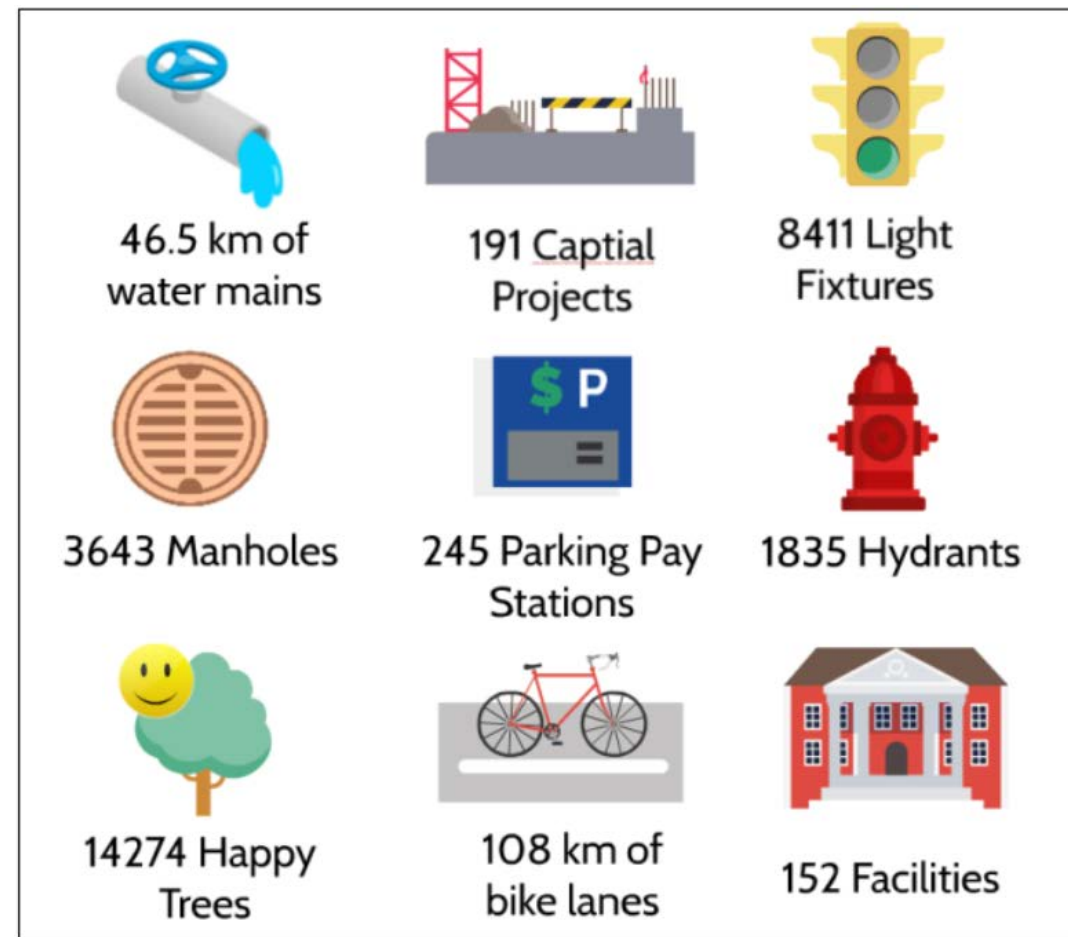 46.5 km of
water mains
191 Captial
Projects
8411 Light
Fixtures
$ P
3643 Manholes
245 Parking Pay
Stations
1835 Hydrants
14274 Happy
Trees
108 km of
bike lanes
152 Facilities